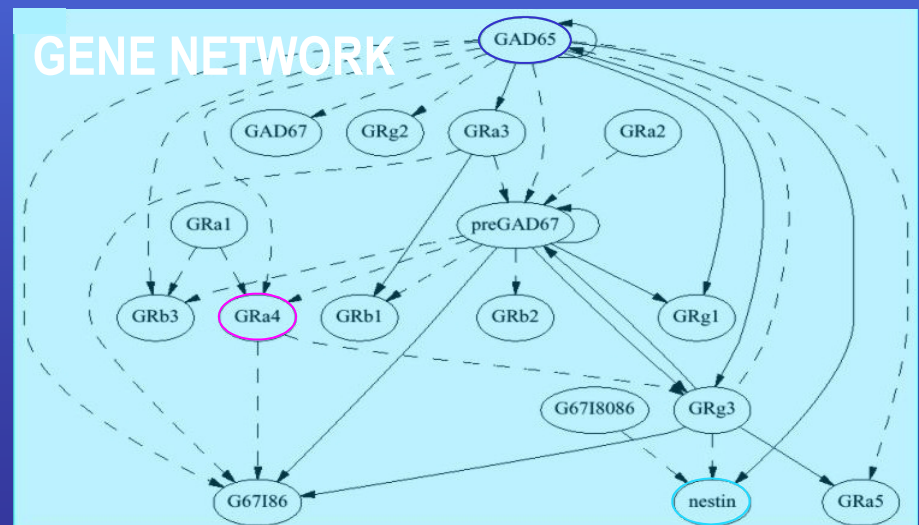 GENE NETWORK
GAD65
GAD67
GRg2
GRa3
GRa2
GRa1
preGAD67
GRb3
GRa4
GRb1
GRb2
GRg1
G67I8086
GRg3
G67I86
nestin
GRa5